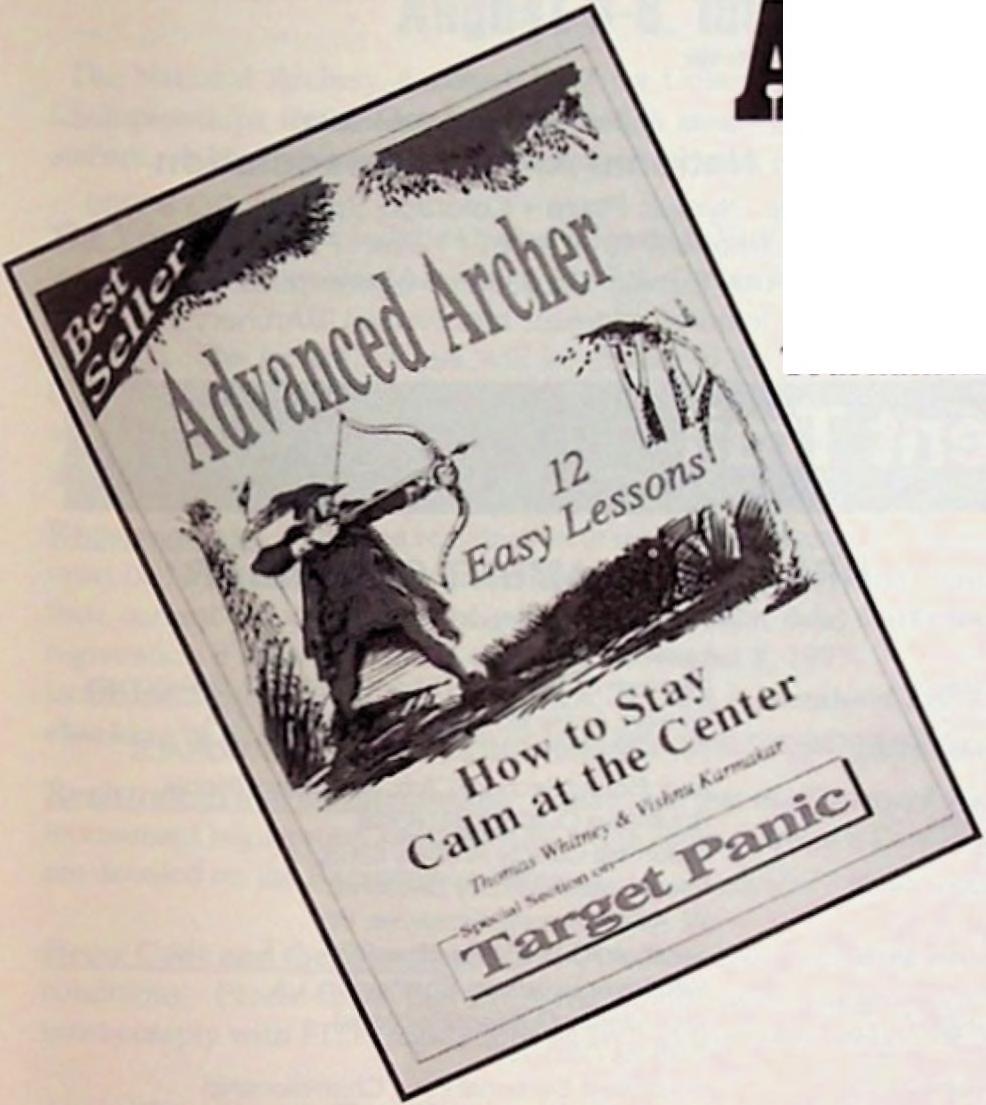 Best
Seller
Advanced Archer
12
Easy Lessons
How to Stay
Calm at the Center
Thomas Whitney & Vishnu Karmakar
Special Section on
Target Panic